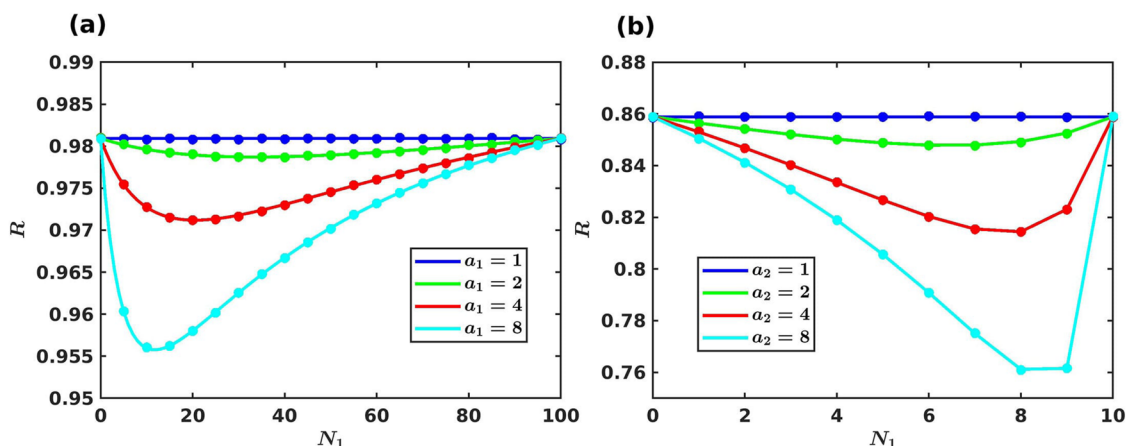 (a)
0.99
0.985
0.98
0.975
0.97
0.965
0.96
0.955
0.95
R
0 20 40 60 80 100
N₁
a₁ = 1
a₁ = 2
a₁ = 4
a₁ = 8
(b)
0.88
0.86
0.84
0.82
0.8
0.78
0.76
R
0 2 4 6 8 10
N₁
a₂ = 1
a₂ = 2
a₂ = 4
a₂ = 8